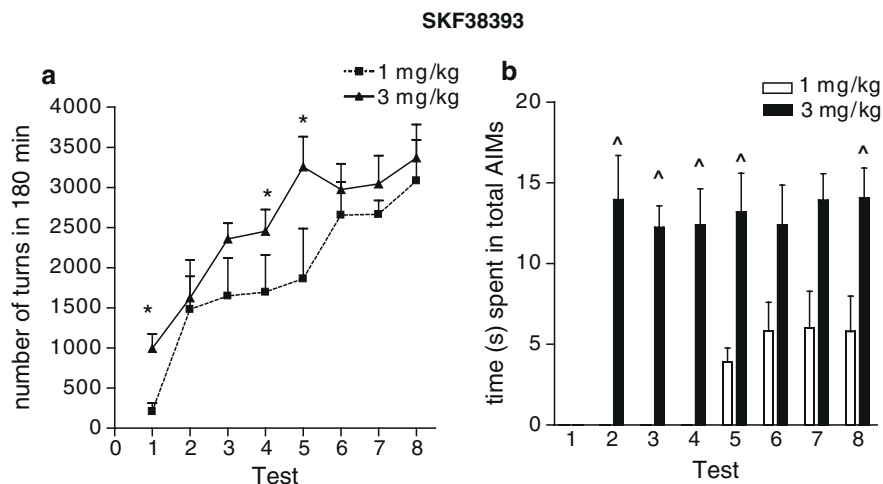 SKF38393
a
1 mg/kg
3 mg/kg
number of turns in 180 min
4000
3500
3000
2500
2000
1500
1000
500
0
*
*
*
0 1 2 3 4 5 6 7 8
Test
b
1 mg/kg
3 mg/kg
time (s) spent in total AIMs
20
15
10
5
0
^ ^ ^ ^ ^
1 2 3 4 5 6 7 8
Test